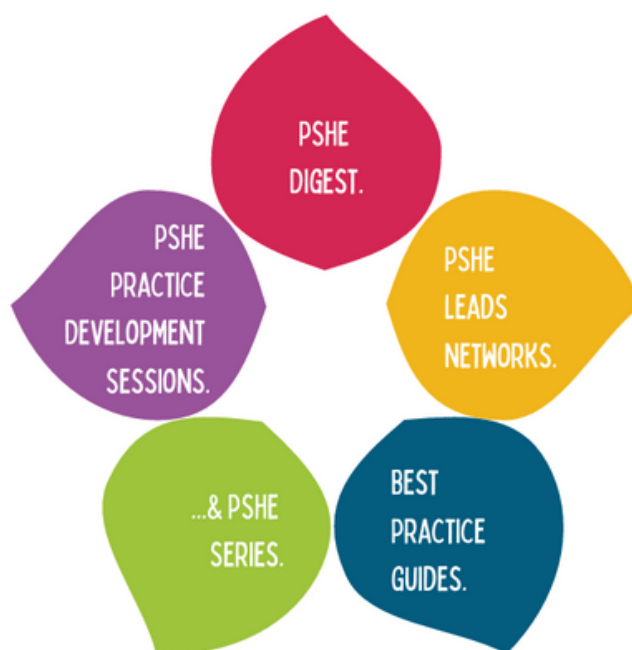 PSHE
DIGEST.
PSHE
LEADS
NETWORKS.
BEST
PRACTICE
GUIDES.
...& PSHE
SERIES.
PSHE
PRACTICE
DEVELOPMENT
SESSIONS.